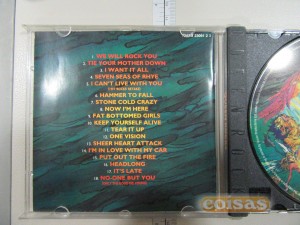 1. WE WILL ROCK YOU
2. TIE YOUR MOTHER DOWN
3. I WANT IT ALL
4. SEVEN SEAS OF RHYE
5. I CAN'T LIVE WITH YOU
6. HAMMER TO FALL
7. STONE COLD CRAZY
8. NOW I'M HERE
9. FAT BOTTOMED GIRLS
10. KEEP YOURSELF ALIVE
11. TEAR IT UP
12. ONE VISION
13. SHEER HEART ATTACK
14. I'M IN LOVE WITH MY CAR
15. PUT OUT THE FIRE
16. HEADLONG
17. IT'S LATE
18. NO-ONE BUT YOU
coisas